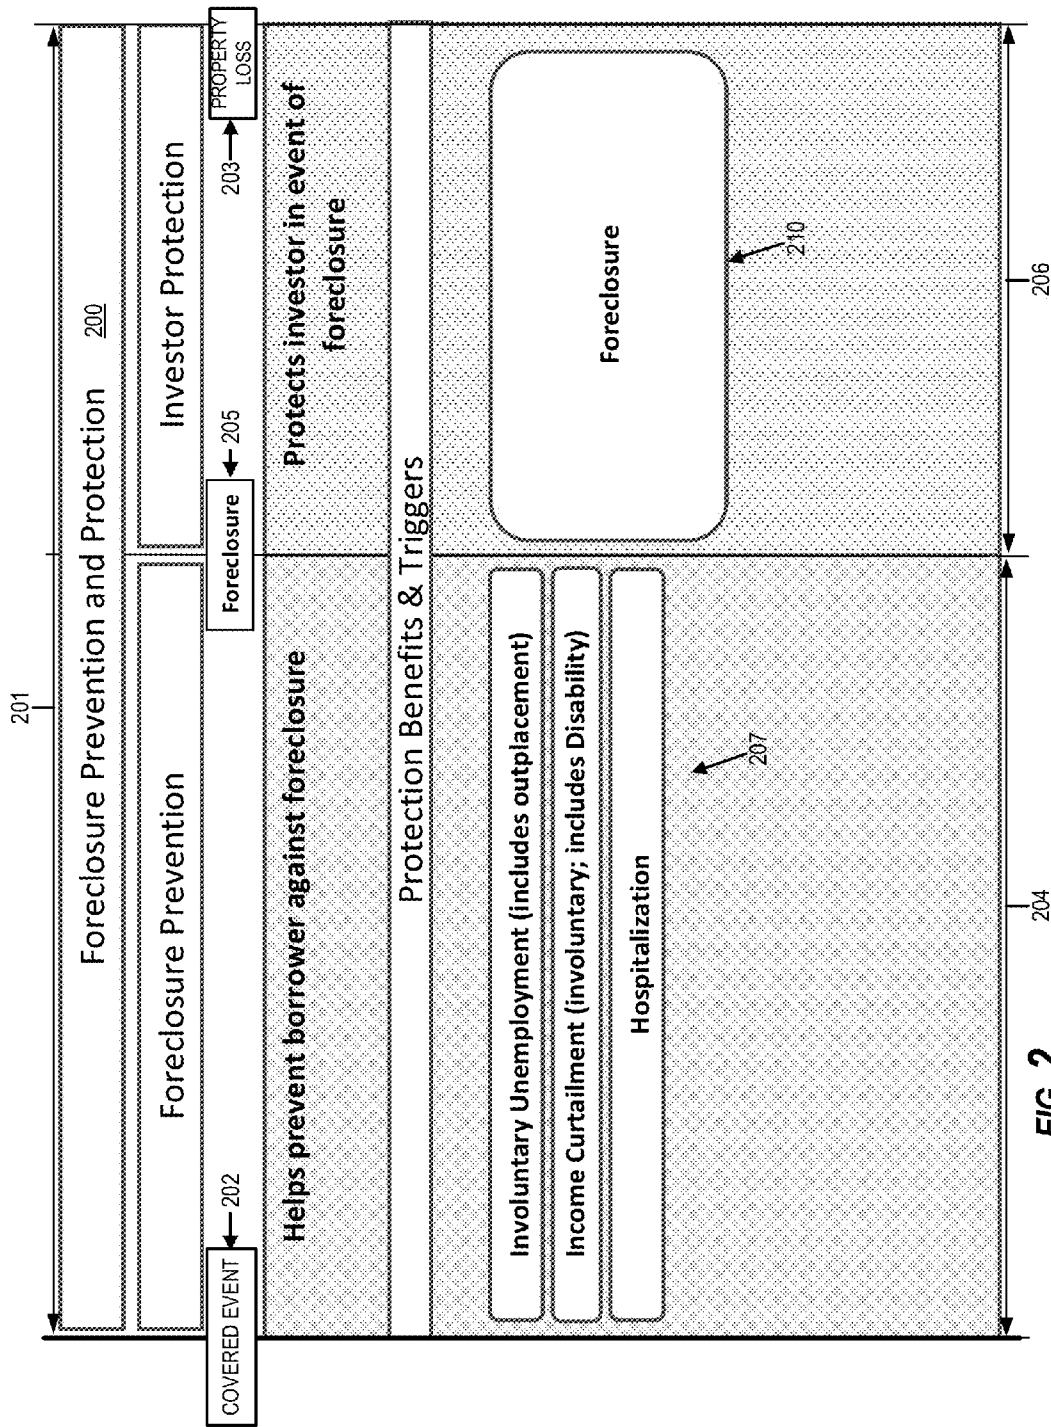 201
Foreclosure Prevention and Protection 200
Foreclosure Prevention
Investor Protection
COVERED EVENT
202
Foreclosure
205
203
PROPERTY
LOSS
Helps prevent borrower against foreclosure
Protects investor in event of
foreclosure
Protection Benefits & Triggers
Involuntary Unemployment (includes outplacement)
Income Curtailment (involuntary; includes Disability)
Hospitalization
Foreclosure
207
210
204
206
FIG. 2